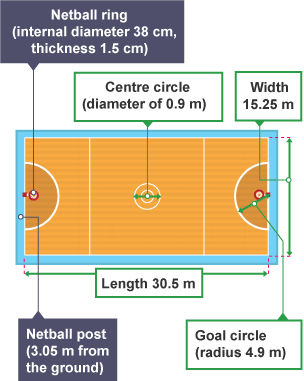 Netball ring
(internal diameter 38 cm,
thickness 1.5 cm)
Centre circle
(diameter of 0.9 m)
Width
15.25 m
Length 30.5 m
Netball post
(3.05 m from
the ground)
Goal circle
(radius 4.9 m)